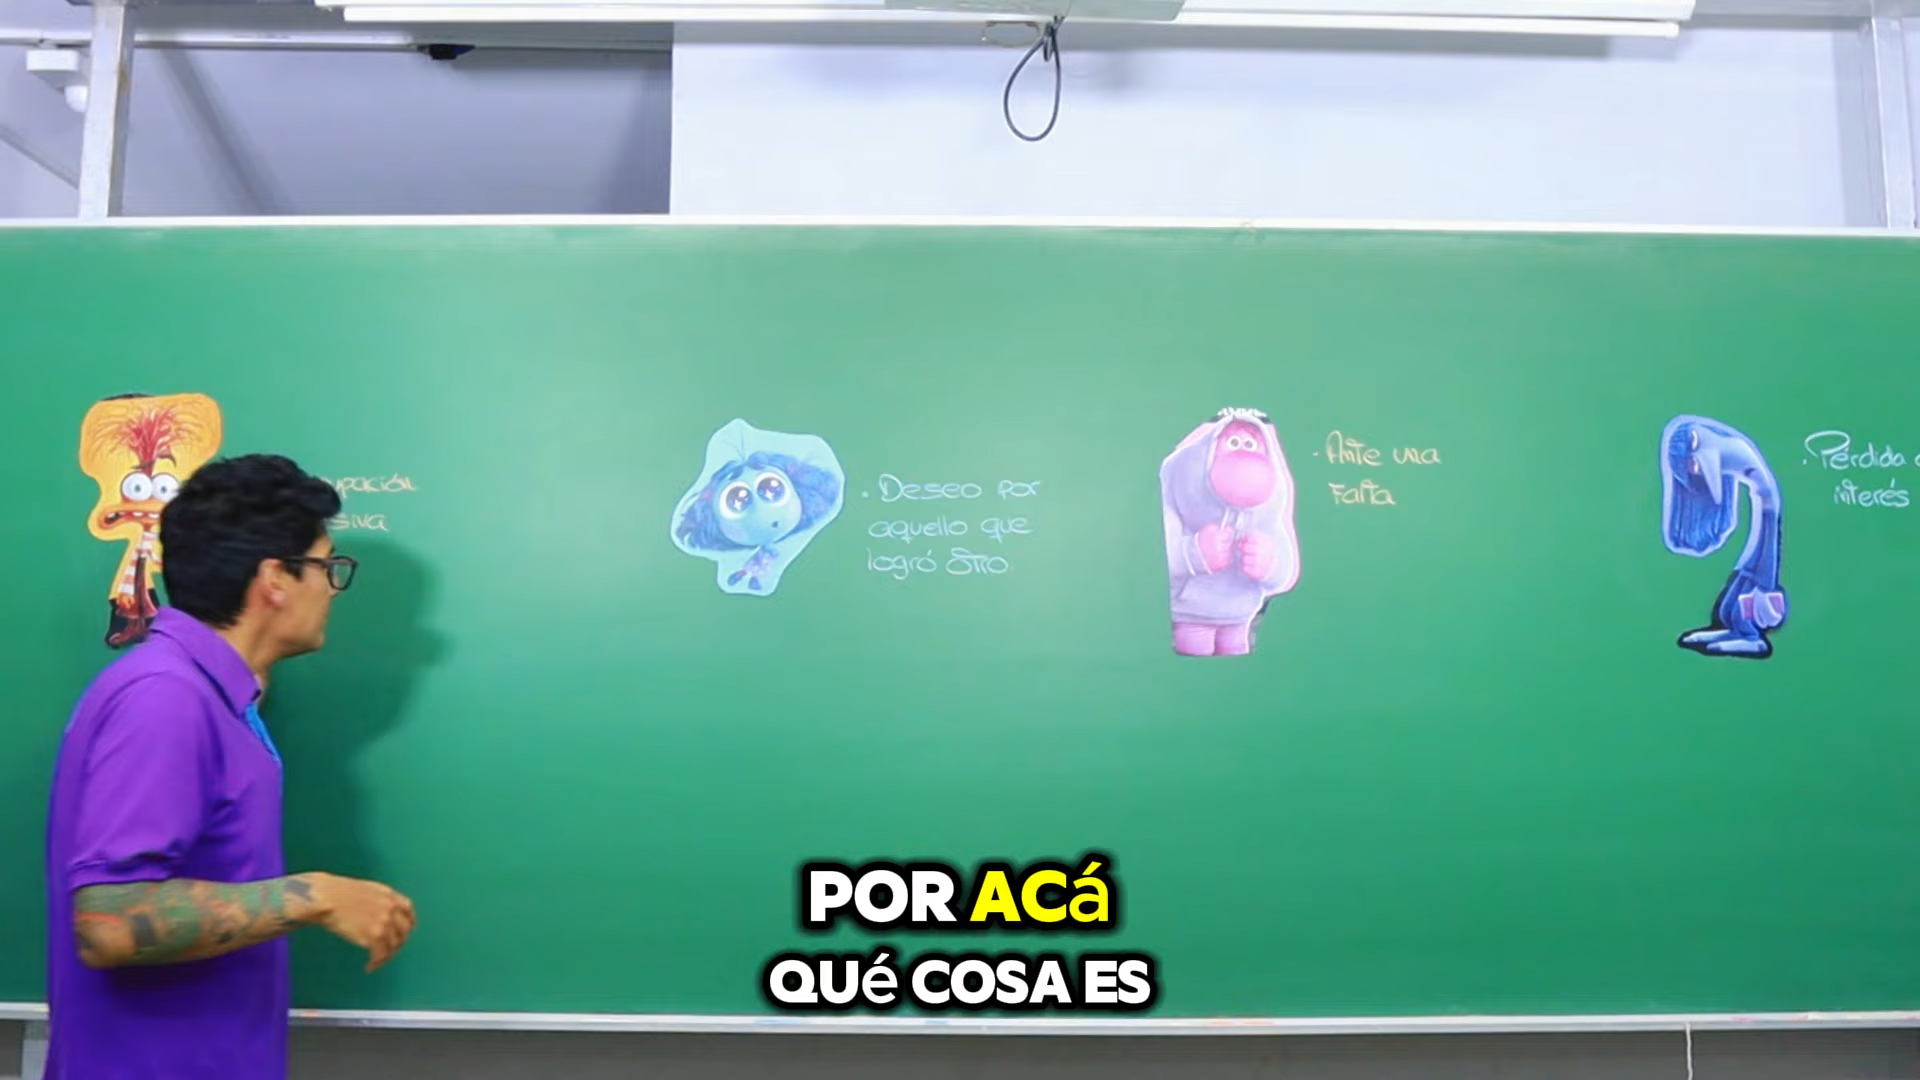 Deseo por
aquello que
logró otro.
Ante una
Falta
Pérdida
interés
POR ACá
QUÉ COSA ES